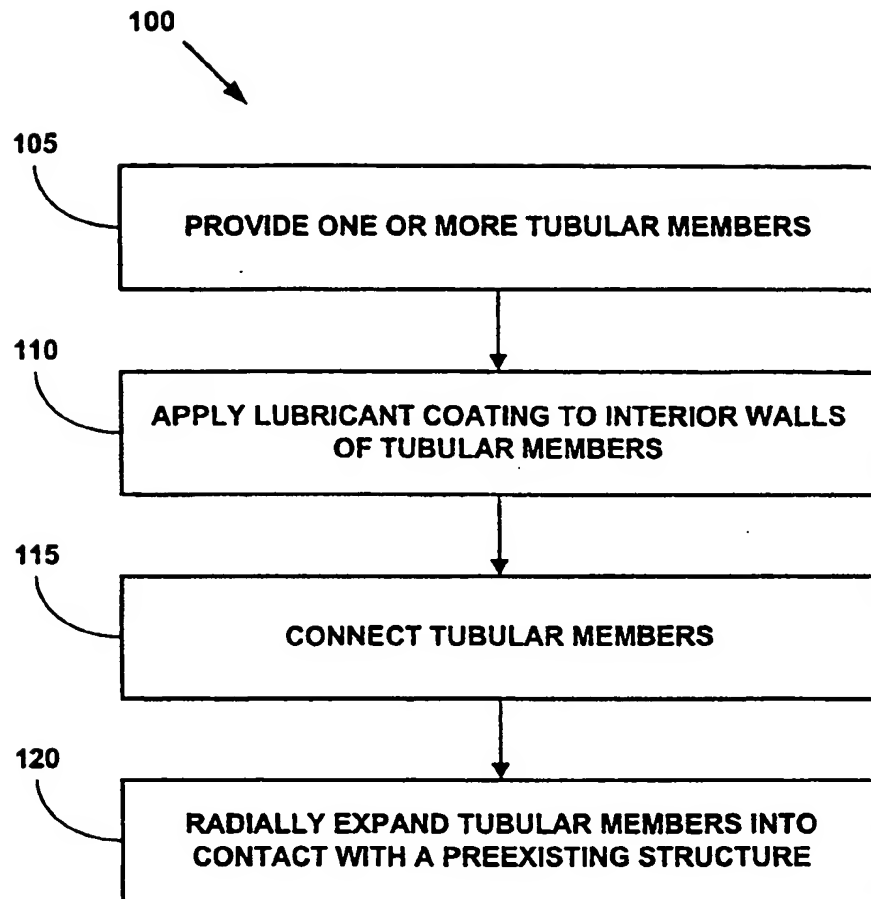 100
105
PROVIDE ONE OR MORE TUBULAR MEMBERS
110
APPLY LUBRICANT COATING TO INTERIOR WALLS
OF TUBULAR MEMBERS
115
CONNECT TUBULAR MEMBERS
120
RADIALLY EXPAND TUBULAR MEMBERS INTO
CONTACT WITH A PREEXISTING STRUCTURE